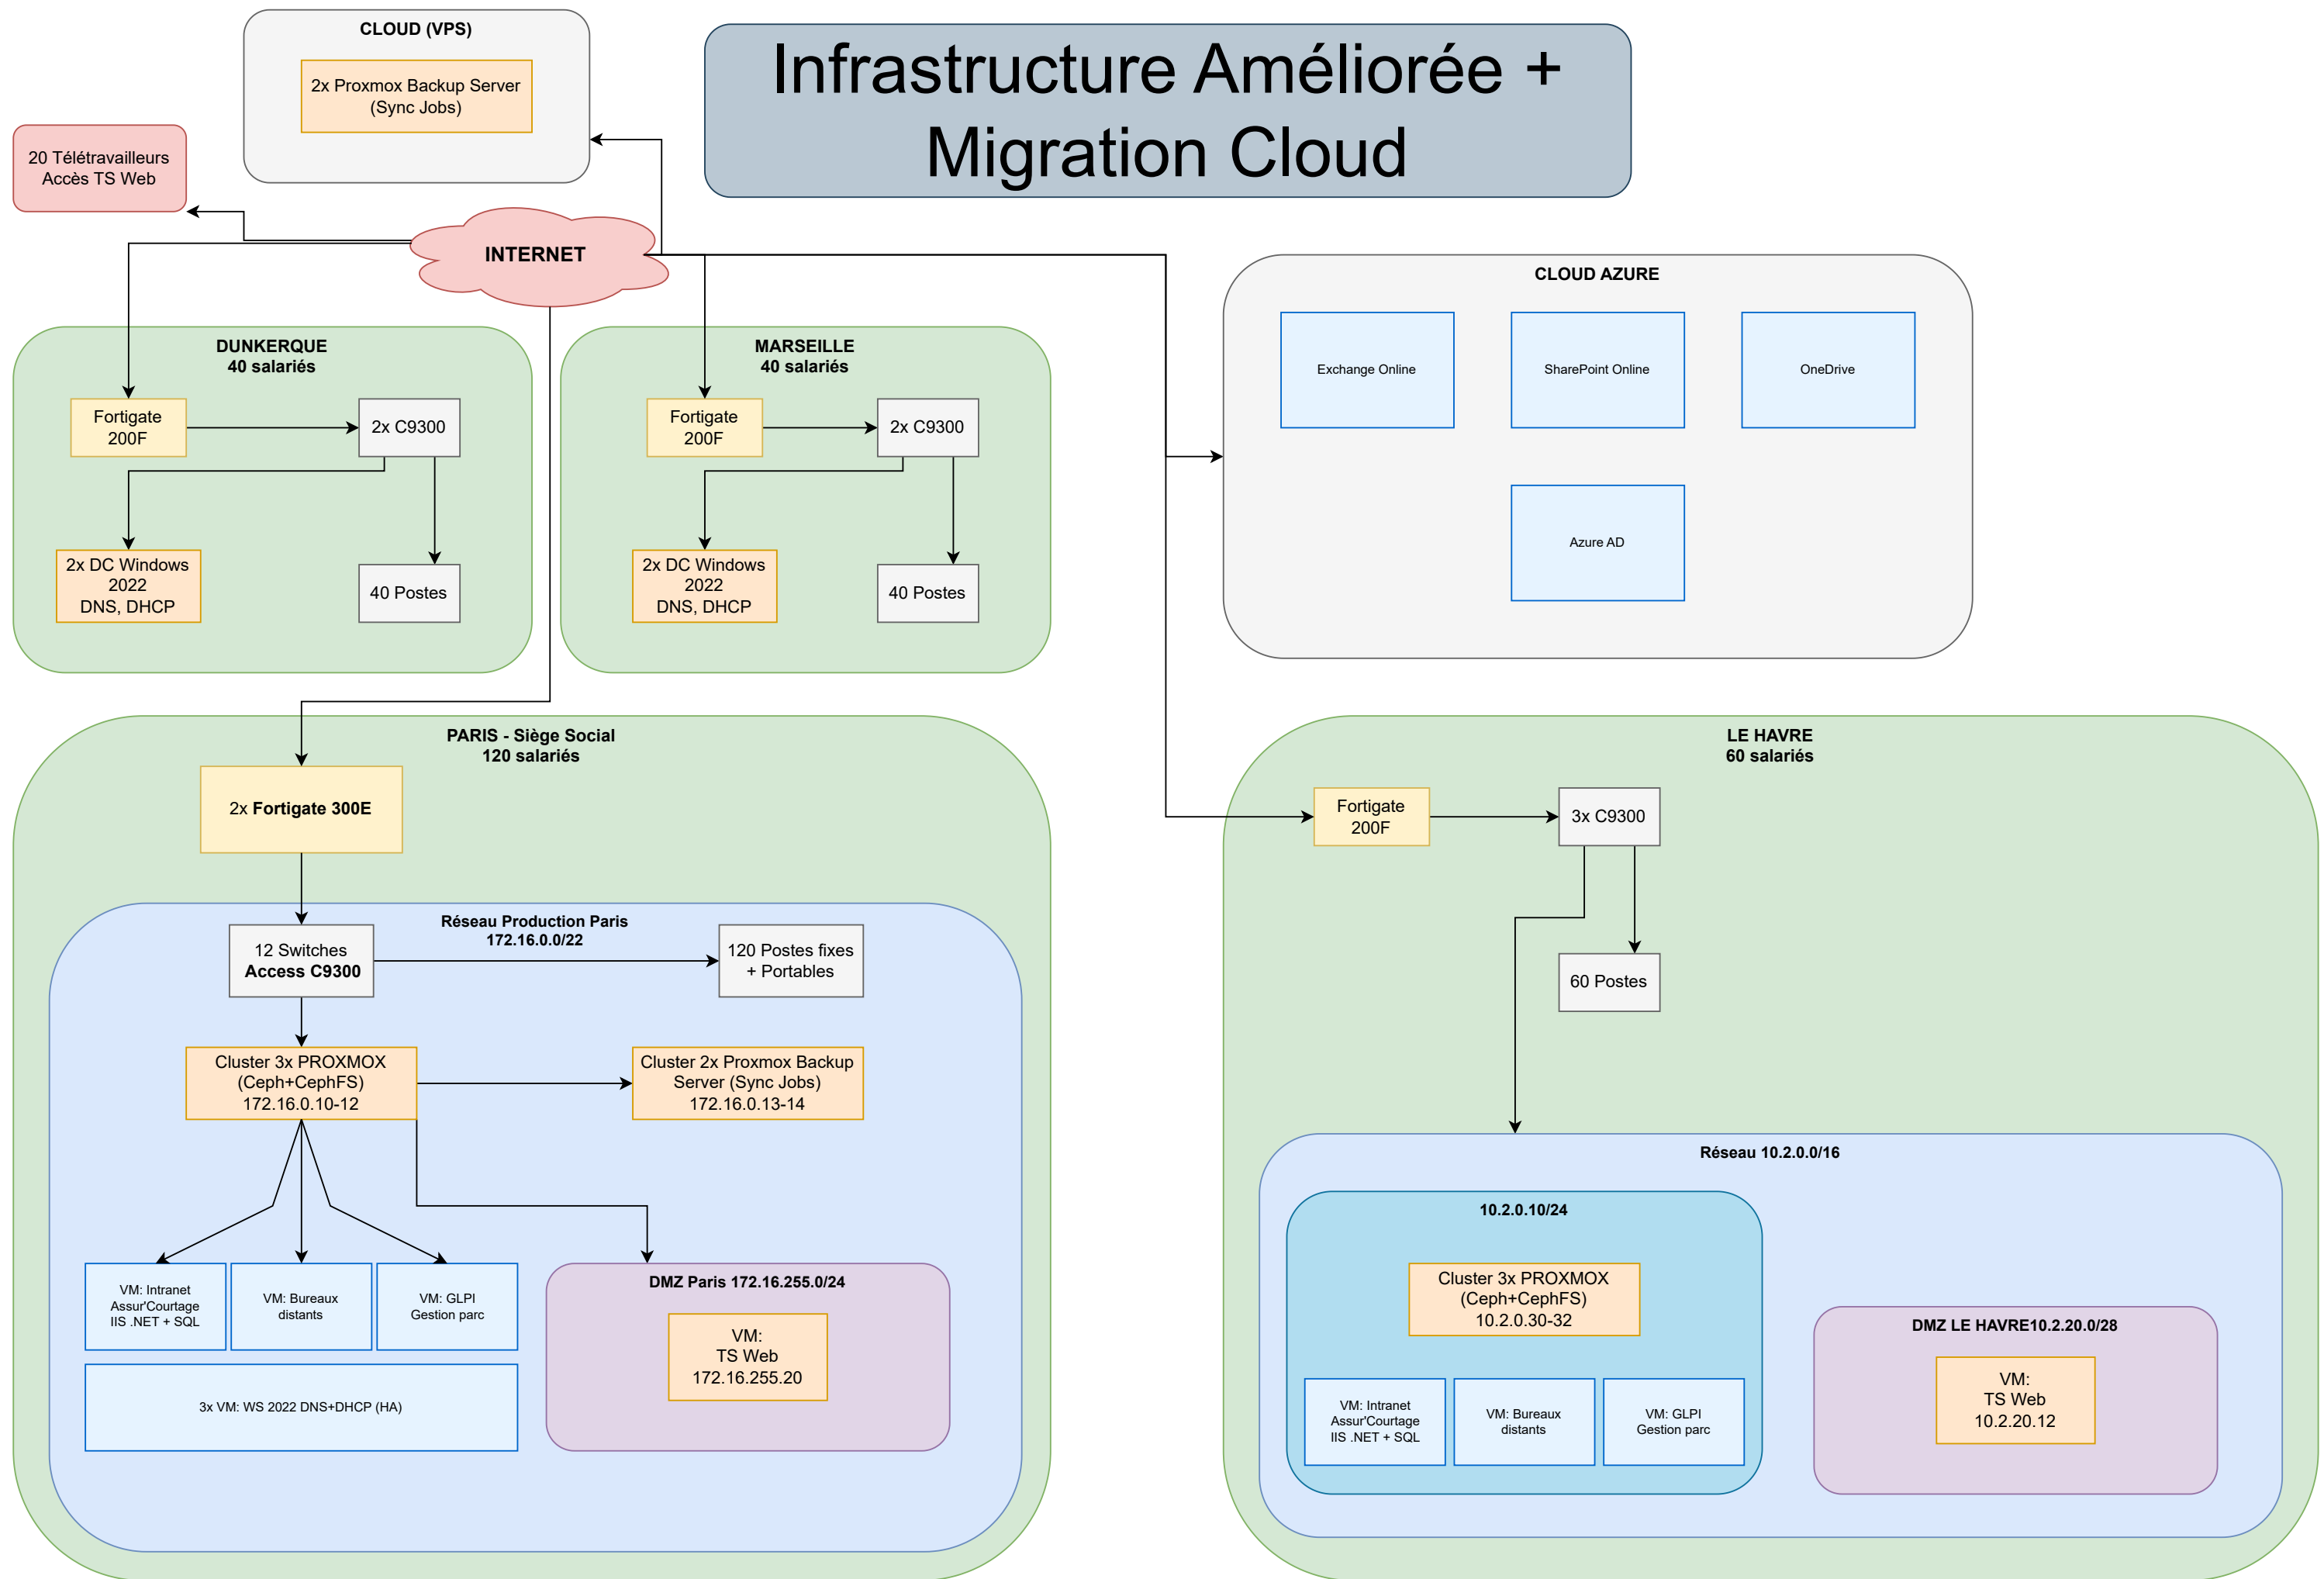 CLOUD (VPS)
2x Proxmox Backup Server
(Sync Jobs)
Infrastructure Améliorée +
Migration Cloud
20 Télétravailleurs
Accès TS Web
INTERNET
CLOUD AZURE
Exchange Online
SharePoint Online
OneDrive
Azure AD
DUNKERQUE
40 salariés
Fortigate
200F
2x C9300
2x DC Windows
2022
DNS, DHCP
40 Postes
MARSEILLE
40 salariés
Fortigate
200F
2x C9300
2x DC Windows
2022
DNS, DHCP
40 Postes
PARIS - Siège Social
120 salariés
2x Fortigate 300E
Réseau Production Paris
172.16.0.0/22
12 Switches
Access C9300
120 Postes fixes
+ Portables
Cluster 3x PROXMOX
(Ceph+CephFS)
172.16.0.10-12
Cluster 2x Proxmox Backup
Server (Sync Jobs)
172.16.0.13-14
VM: Intranet
Assur'Courtage
IIS .NET + SQL
VM: Bureaux
distants
VM: GLPI
Gestion parc
3x VM: WS 2022 DNS+DHCP (HA)
DMZ Paris 172.16.255.0/24
VM:
TS Web
172.16.255.20
LE HAVRE
60 salariés
Fortigate
200F
3x C9300
60 Postes
Réseau 10.2.0.0/16
10.2.0.10/24
Cluster 3x PROXMOX
(Ceph+CephFS)
10.2.0.30-32
VM: Intranet
Assur'Courtage
IIS .NET + SQL
VM: Bureaux
distants
VM: GLPI
Gestion parc
DMZ LE HAVRE10.2.20.0/28
VM:
TS Web
10.2.20.12